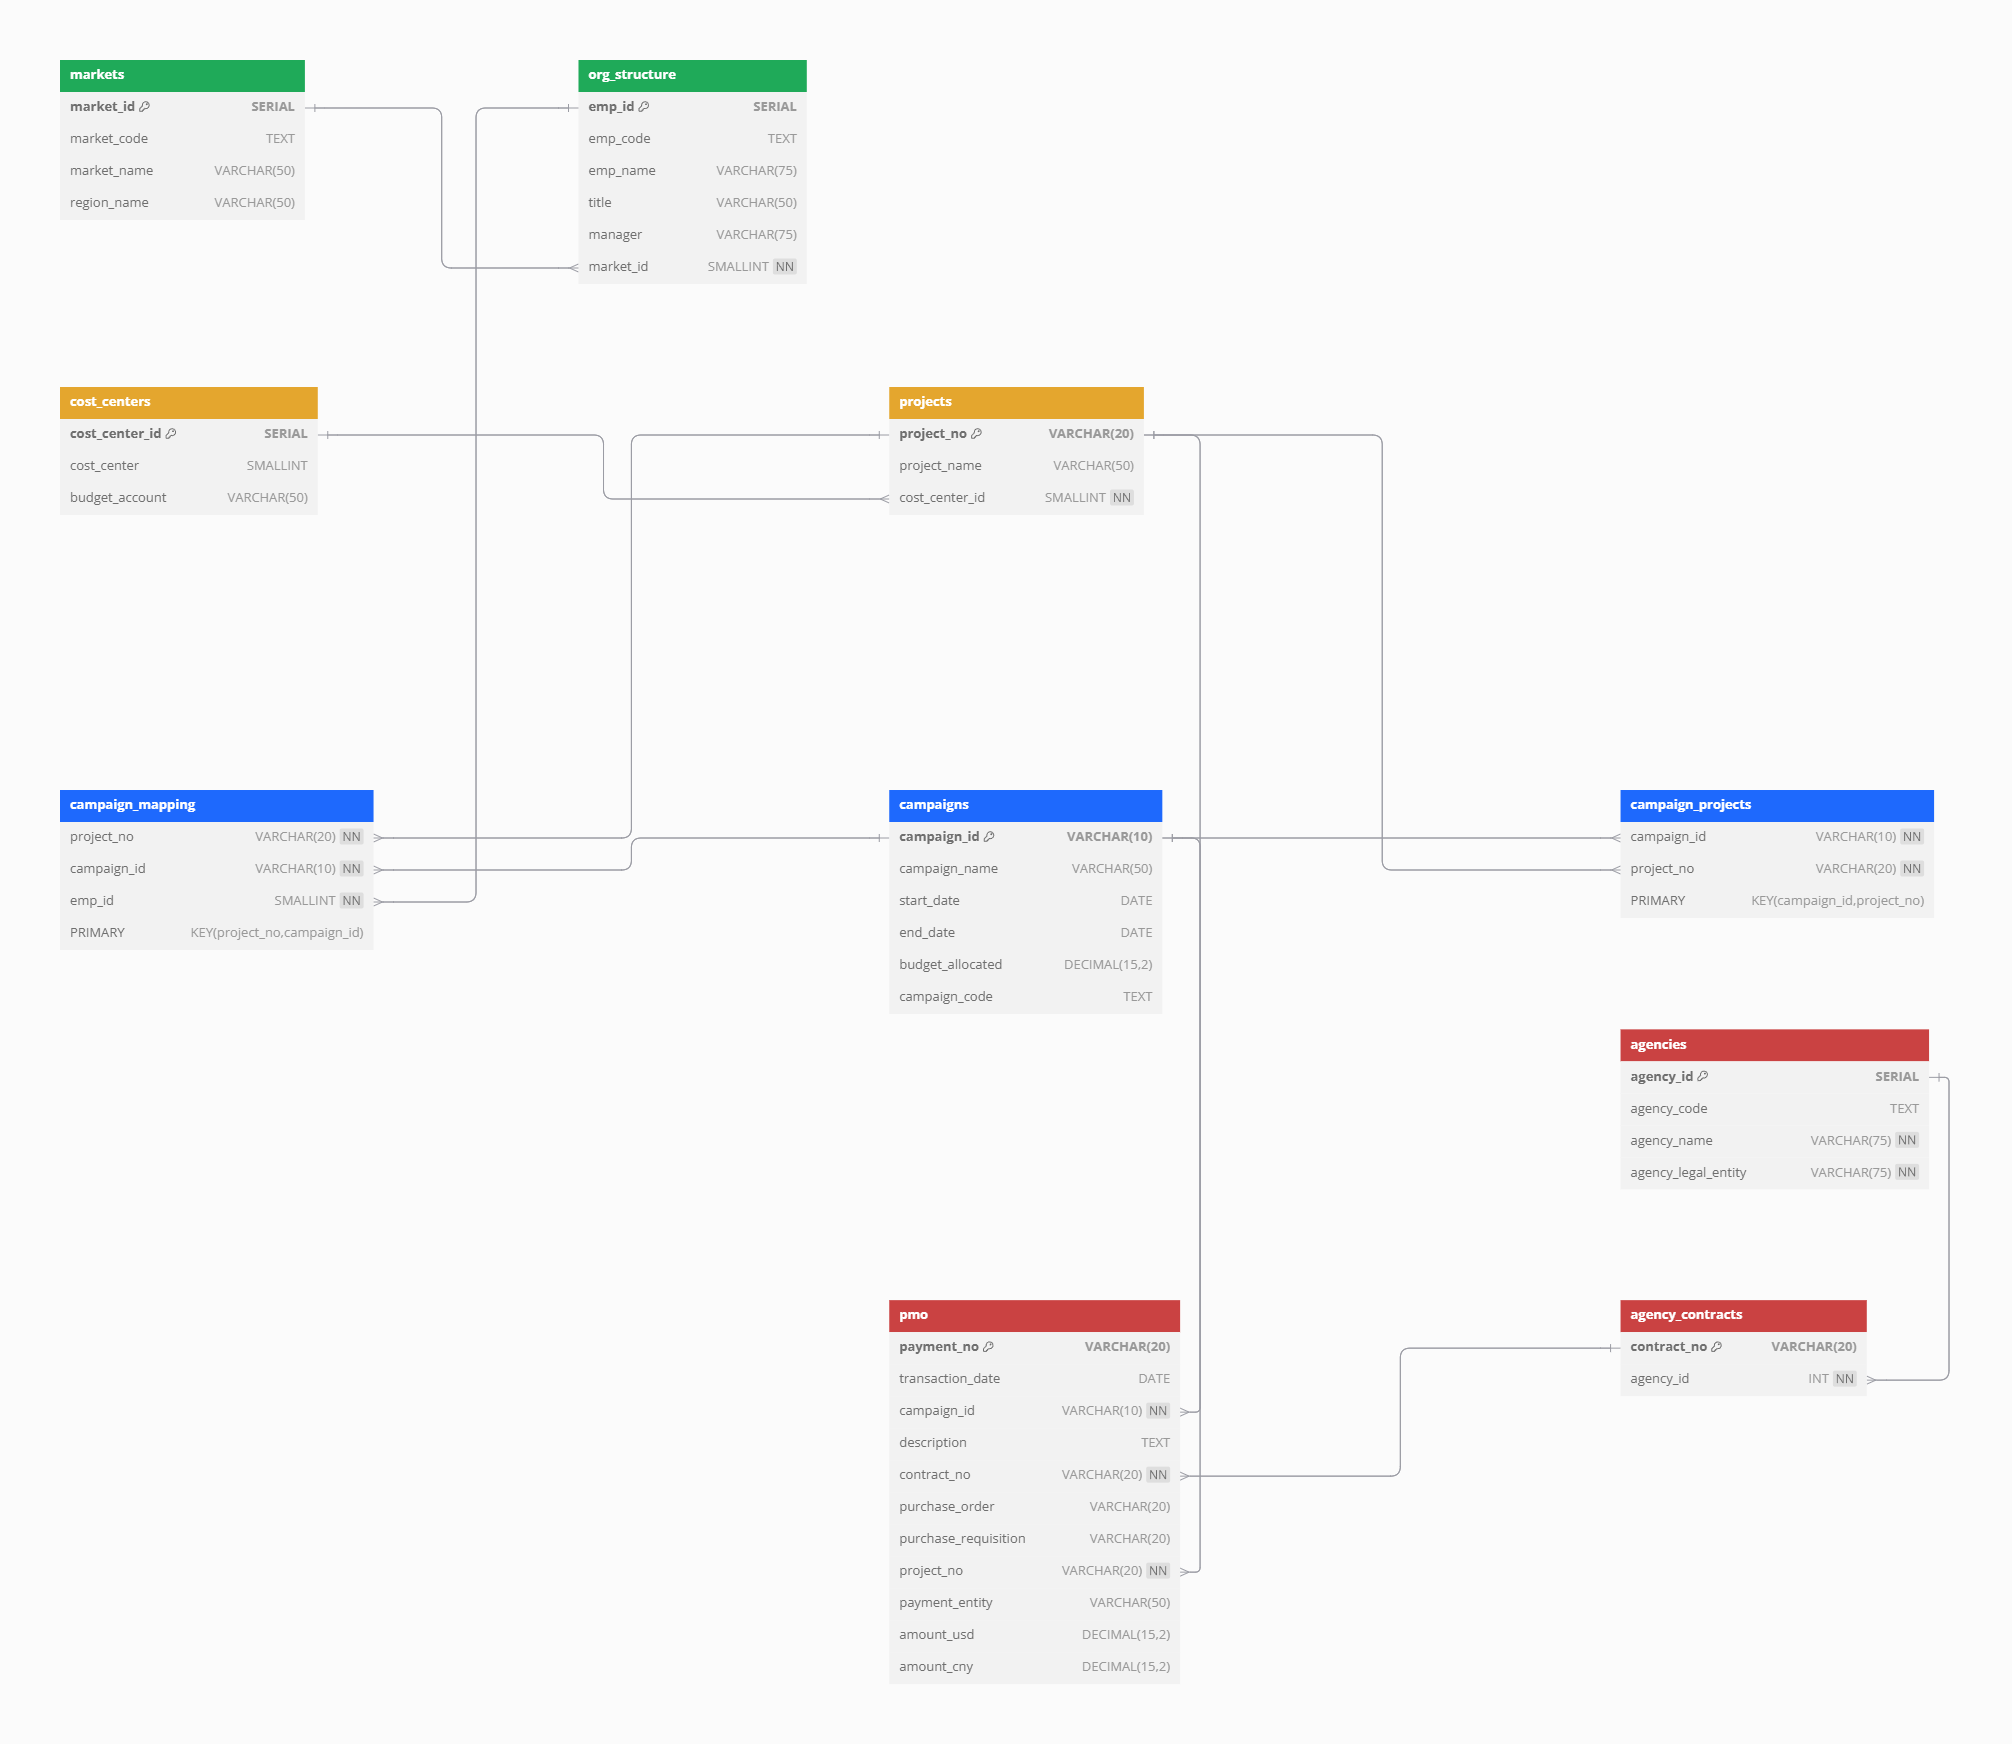 markets
market_id SERIAL
market_code TEXT
market_name VARCHAR(50)
region_name VARCHAR(50)
org_structure
emp_id SERIAL
emp_code TEXT
emp_name VARCHAR(75)
title VARCHAR(50)
manager VARCHAR(75)
market_id SMALLINT NN
cost_centers
cost_center_id SERIAL
cost_center SMALLINT
budget_account VARCHAR(50)
projects
project_no VARCHAR(20)
project_name VARCHAR(50)
cost_center_id SMALLINT NN
campaign_mapping
project_no VARCHAR(20) NN
campaign_id VARCHAR(10) NN
emp_id SMALLINT NN
PRIMARY KEY(project_no,campaign_id)
campaigns
campaign_id VARCHAR(10)
campaign_name VARCHAR(50)
start_date DATE
end_date DATE
budget_allocated DECIMAL(15,2)
campaign_code TEXT
campaign_projects
campaign_id VARCHAR(10) NN
project_no VARCHAR(20) NN
PRIMARY KEY(campaign_id,project_no)
agencies
agency_id SERIAL
agency_code TEXT
agency_name VARCHAR(75) NN
agency_legal_entity VARCHAR(75) NN
pmo
payment_no VARCHAR(20)
transaction_date DATE
campaign_id VARCHAR(10) NN
description TEXT
contract_no VARCHAR(20) NN
purchase_order VARCHAR(20)
purchase_requisition VARCHAR(20)
project_no VARCHAR(20) NN
payment_entity VARCHAR(50)
amount_usd DECIMAL(15,2)
amount_cny DECIMAL(15,2)
agency_contracts
contract_no VARCHAR(20)
agency_id INT NN